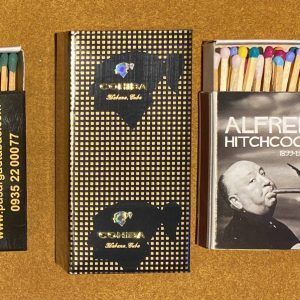 0935 22 00077
COHIBA
Habana, Cuba
COHIBA
Habana, Cuba
ALFRED
HITCHCOCK